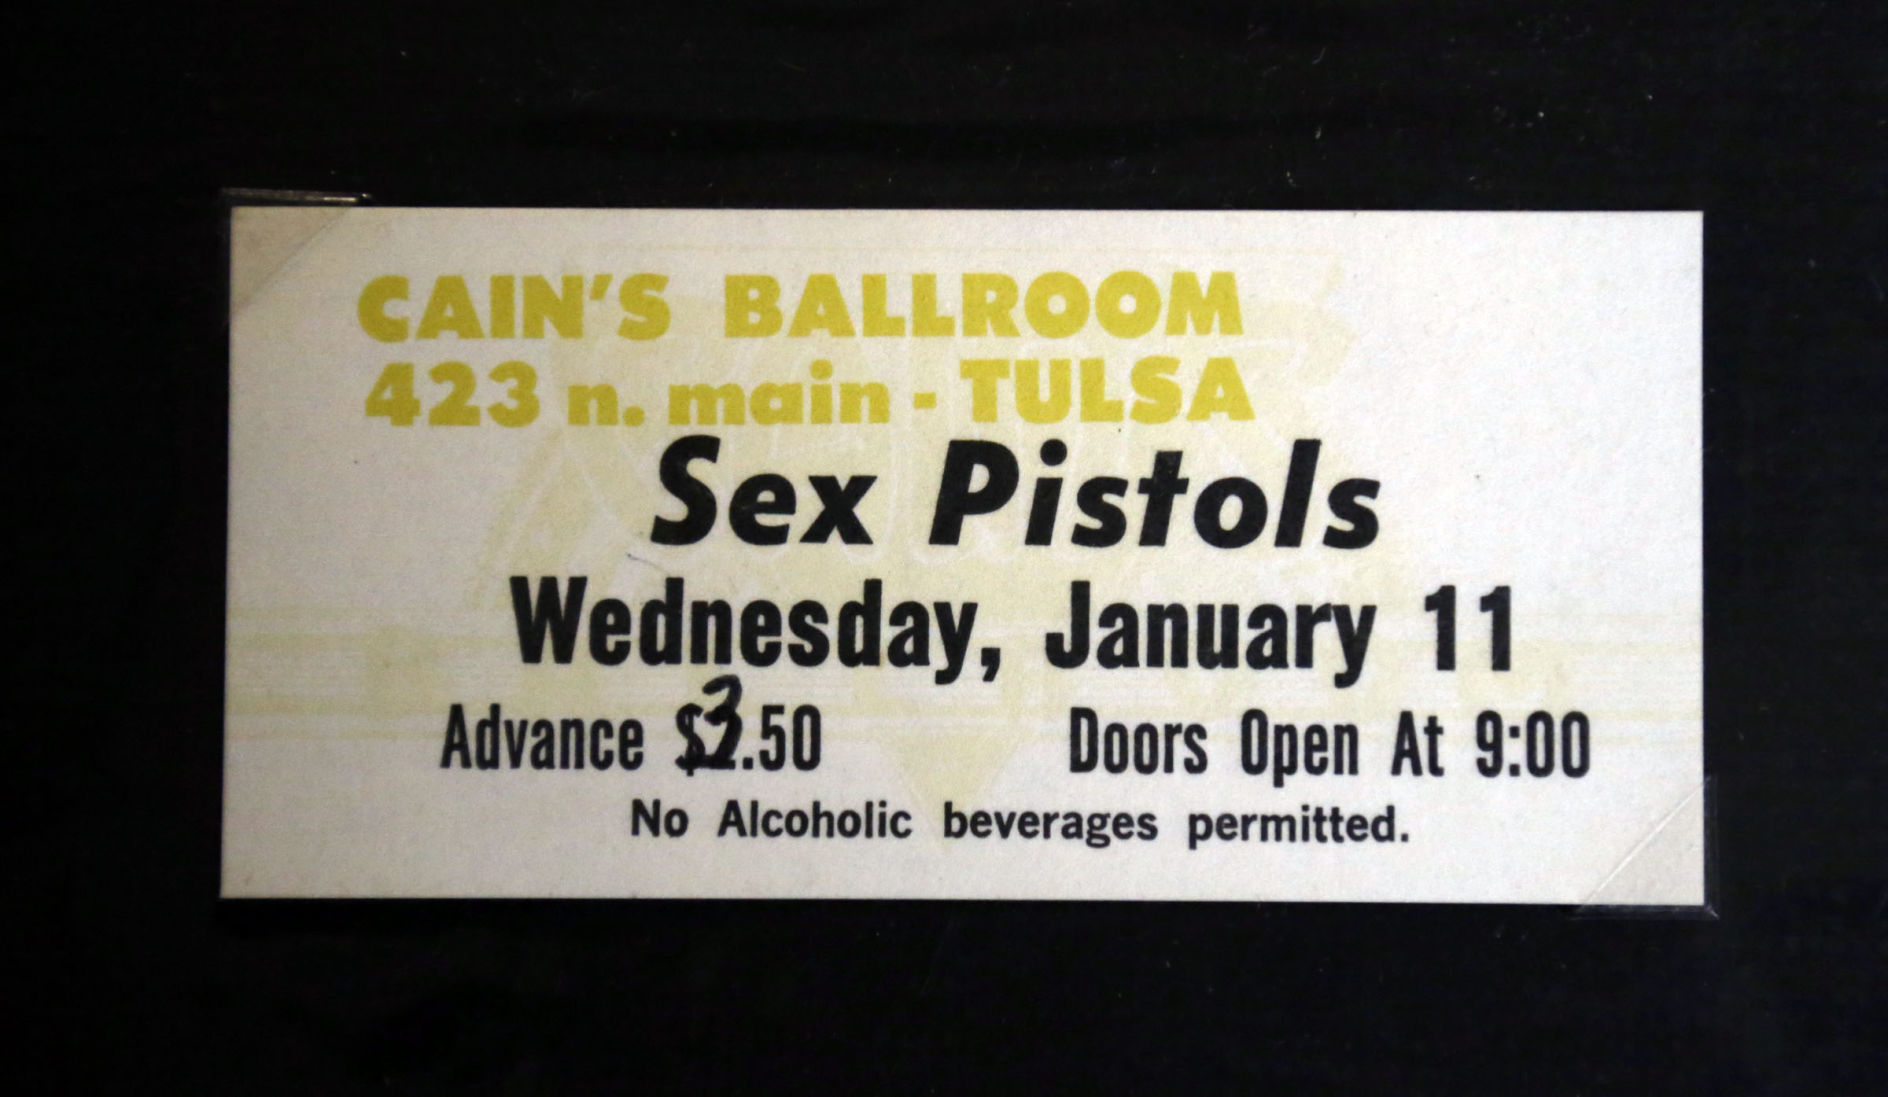 CAIN'S BALLROOM
423 n. main - TULSA
Sex Pistols
Wednesday, January 11
Advance $3.50 Doors Open At 9:00
No Alcoholic beverages permitted.